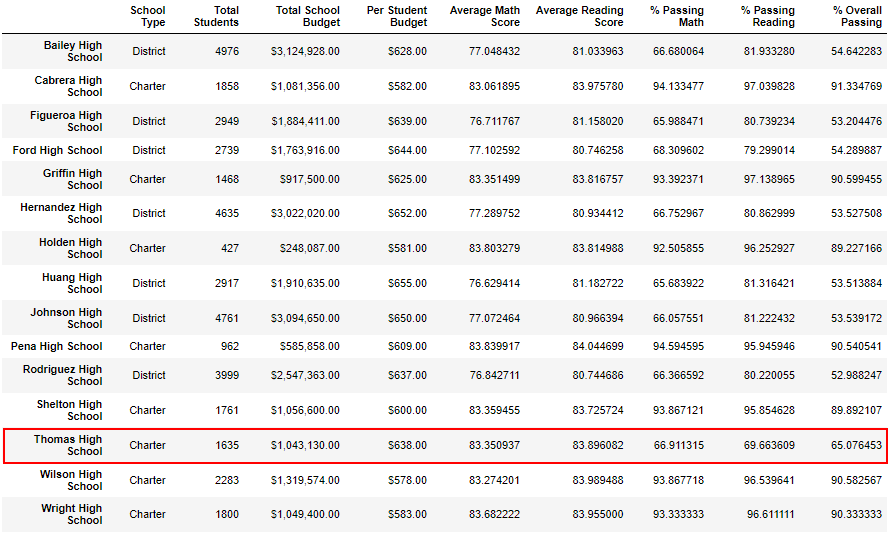 School Type Total Students Total School Budget Per Student Budget Average Math Score Average Reading Score % Passing Math % Passing Reading % Overall Passing
Bailey High School District 4976 $3,124,928.00 $628.00 77.048432 81.033963 66.680064 81.933280 54.642283
Cabrera High School Charter 1858 $1,081,356.00 $582.00 83.061895 83.975780 94.133477 97.039828 91.334769
Figueroa High School District 2949 $1,884,411.00 $639.00 76.711767 81.158020 65.988471 80.739234 53.204476
Ford High School District 2739 $1,763,916.00 $644.00 77.102592 80.746258 68.309602 79.299014 54.289887
Griffin High School Charter 1468 $917,500.00 $625.00 83.351499 83.816757 93.392371 97.138965 90.599455
Hernandez High School District 4635 $3,022,020.00 $652.00 77.289752 80.934412 66.752967 80.862999 53.527508
Holden High School Charter 427 $248,087.00 $581.00 83.803279 83.814988 92.505855 96.252927 89.227166
Huang High School District 2917 $1,910,635.00 $655.00 76.629414 81.182722 65.683922 81.316421 53.513884
Johnson High School District 4761 $3,094,650.00 $650.00 77.072464 80.966394 66.057551 81.222432 53.539172
Pena High School Charter 962 $585,858.00 $609.00 83.839917 84.044699 94.594595 95.945946 90.540541
Rodriguez High School District 3999 $2,547,363.00 $637.00 76.842711 80.744686 66.366592 80.220055 52.988247
Shelton High School Charter 1761 $1,056,600.00 $600.00 83.359455 83.725724 93.867121 95.854628 89.892107
Thomas High School Charter 1635 $1,043,130.00 $638.00 83.350937 83.896082 66.911315 69.663609 65.076453
Wilson High School Charter 2283 $1,319,574.00 $578.00 83.274201 83.989488 93.867718 96.539641 90.582567
Wright High School Charter 1800 $1,049,400.00 $583.00 83.682222 83.955000 93.333333 96.611111 90.333333